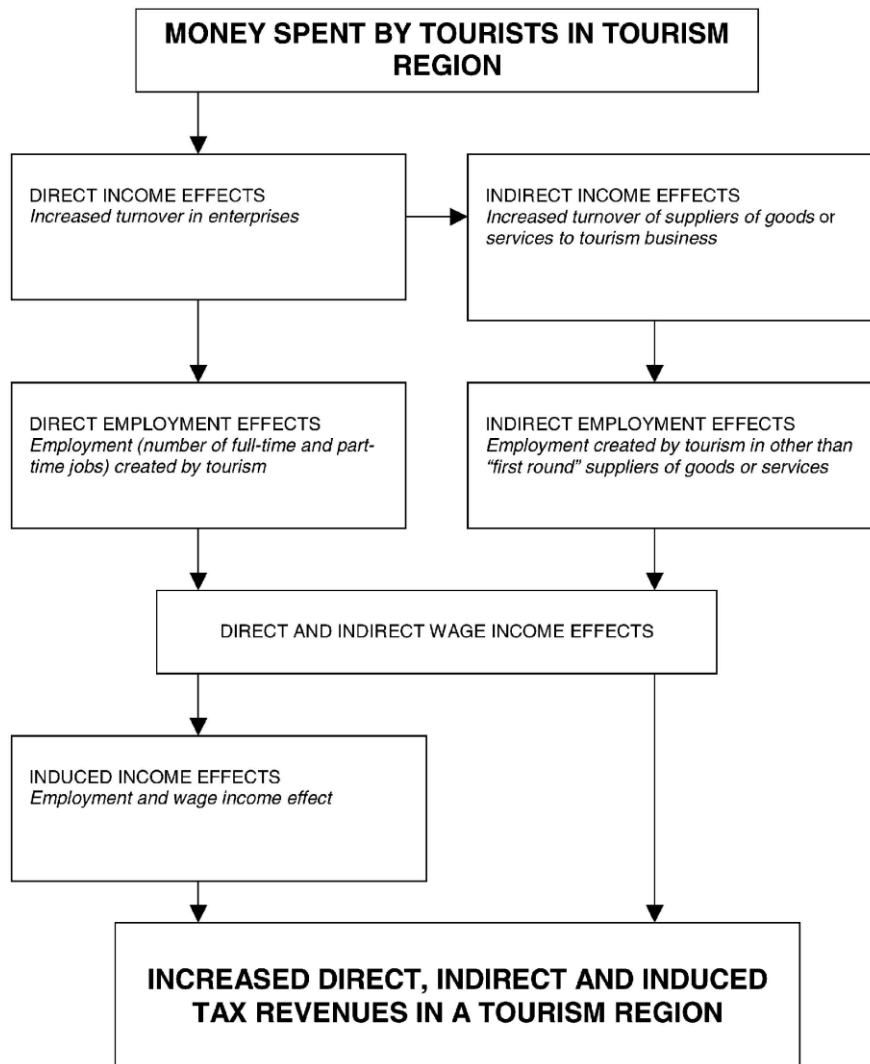 MONEY SPENT BY TOURISTS IN TOURISM
REGION
DIRECT INCOME EFFECTS
Increased turnover in enterprises
INDIRECT INCOME EFFECTS
Increased turnover of suppliers of goods or
services to tourism business
DIRECT EMPLOYMENT EFFECTS
Employment (number of full-time and part-
time jobs) created by tourism
INDIRECT EMPLOYMENT EFFECTS
Employment created by tourism in other than
“first round” suppliers of goods or services
DIRECT AND INDIRECT WAGE INCOME EFFECTS
INDUCED INCOME EFFECTS
Employment and wage income effect
INCREASED DIRECT, INDIRECT AND INDUCED
TAX REVENUES IN A TOURISM REGION